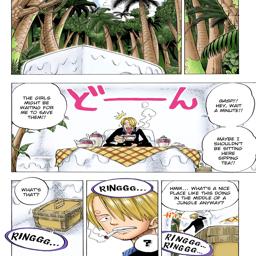 THE GIRLS
MIGHT BE
WAITING FOR
ME TO SAVE
THEM!?
どーーん
GASP!!
HEY, WAIT
A MINUTE!?
MAYBE I
SHOULDN'T
BE SITTING
HERE
SIPPING
TEA!?
WHAT'S
THAT?
RINGGG...
RINGGG...
?
HMM... WHAT'S A NICE
PLACE LIKE THIS DOING
IN THE MIDDLE OF A
JUNGLE ANYWAY?
RINGGG...
RINGGG...